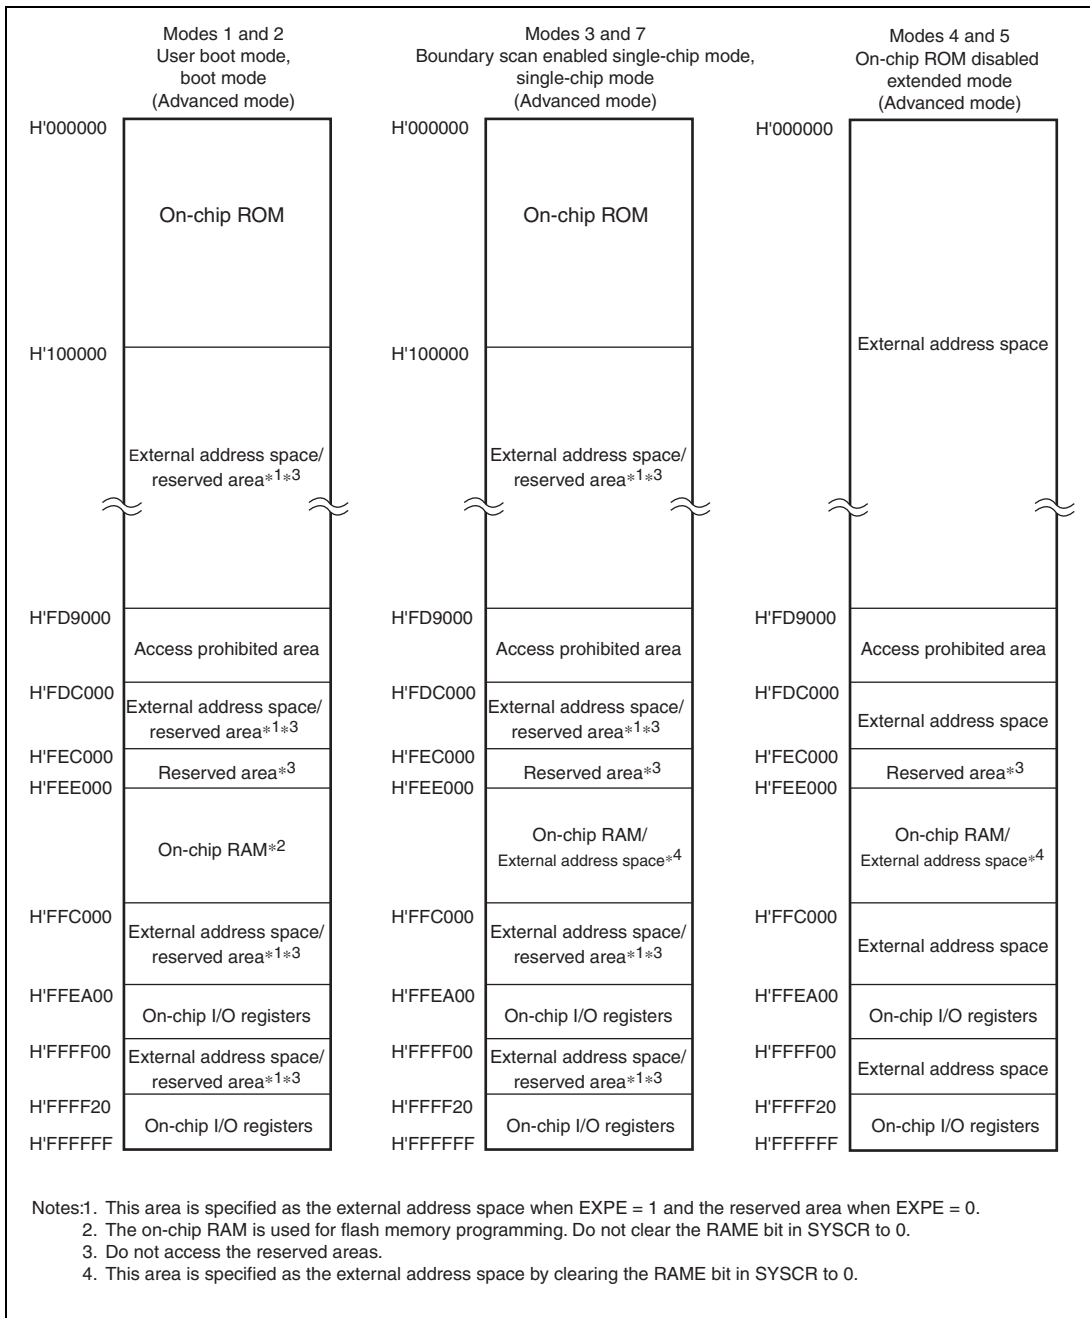 Modes 1 and 2
User boot mode,
boot mode
(Advanced mode)
H'000000
On-chip ROM
H'100000
External address space/
reserved area*1*3
H'FD9000
Access prohibited area
H'FDC000
External address space/
reserved area*1*3
H'FEC000
Reserved area*3
H'FEE000
On-chip RAM*2
H'FFC000
External address space/
reserved area*1*3
H'FFEA00
On-chip I/O registers
H'FFFF00
External address space/
reserved area*1*3
H'FFFF20
On-chip I/O registers
H'FFFFFF
Modes 3 and 7
Boundary scan enabled single-chip mode,
single-chip mode
(Advanced mode)
H'000000
On-chip ROM
H'100000
External address space/
reserved area*1*3
H'FD9000
Access prohibited area
H'FDC000
External address space/
reserved area*1*3
H'FEC000
Reserved area*3
H'FEE000
On-chip RAM/
External address space*4
H'FFC000
External address space/
reserved area*1*3
H'FFEA00
On-chip I/O registers
H'FFFF00
External address space/
reserved area*1*3
H'FFFF20
On-chip I/O registers
H'FFFFFF
Modes 4 and 5
On-chip ROM disabled
extended mode
(Advanced mode)
H'000000
External address space
H'FD9000
Access prohibited area
H'FDC000
External address space
H'FEC000
Reserved area*3
H'FEE000
On-chip RAM/
External address space*4
H'FFC000
External address space
H'FFEA00
On-chip I/O registers
H'FFFF00
External address space
H'FFFF20
On-chip I/O registers
H'FFFFFF
Notes:1. This area is specified as the external address space when EXPE = 1 and the reserved area when EXPE = 0.
2. The on-chip RAM is used for flash memory programming. Do not clear the RAME bit in SYSCR to 0.
3. Do not access the reserved areas.
4. This area is specified as the external address space by clearing the RAME bit in SYSCR to 0.